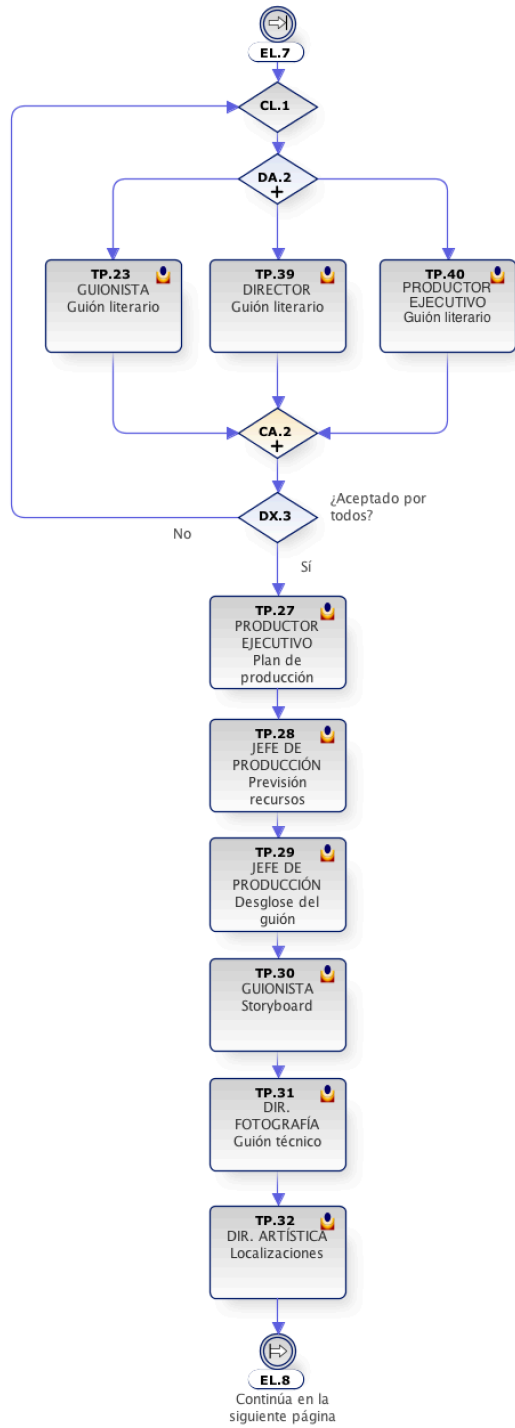 EL.7
CL.1
DA.2
+
TP.23
GUIONISTA
Guión literario
TP.39
DIRECTOR
Guión literario
TP.40
PRODUCTOR
EJECUTIVO
Guión literario
CA.2
+
DX.3
¿Aceptado por
todos?
No
Sí
TP.27
PRODUCTOR
EJECUTIVO
Plan de
producción
TP.28
JEFE DE
PRODUCCIÓN
Previsión
recursos
TP.29
JEFE DE
PRODUCCIÓN
Desglose del
guión
TP.30
GUIONISTA
Storyboard
TP.31
DIR.
FOTOGRAFÍA
Guión técnico
TP.32
DIR. ARTÍSTICA
Localizaciones
EL.8
Continúa en la
siguiente página